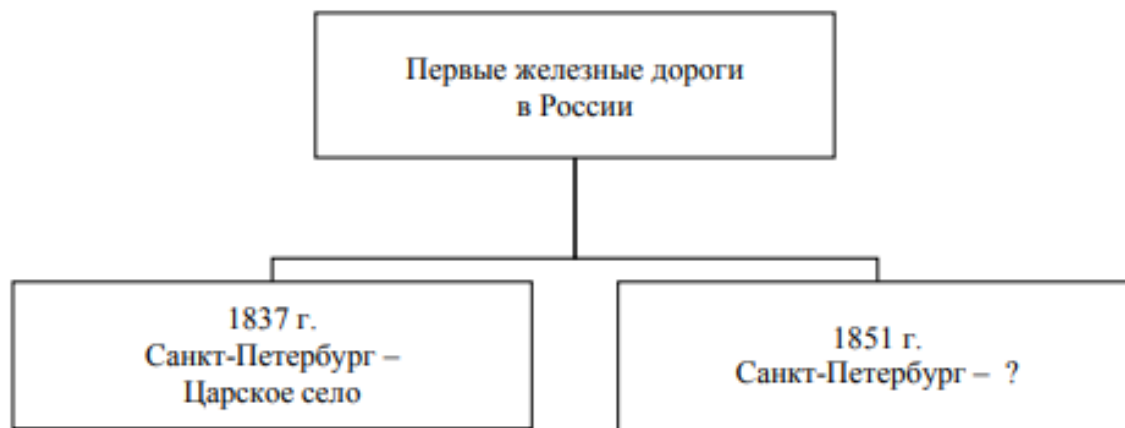 Первые железные дороги
в России
1837 г.
Санкт-Петербург –
Царское село
1851 г.
Санкт-Петербург – ?